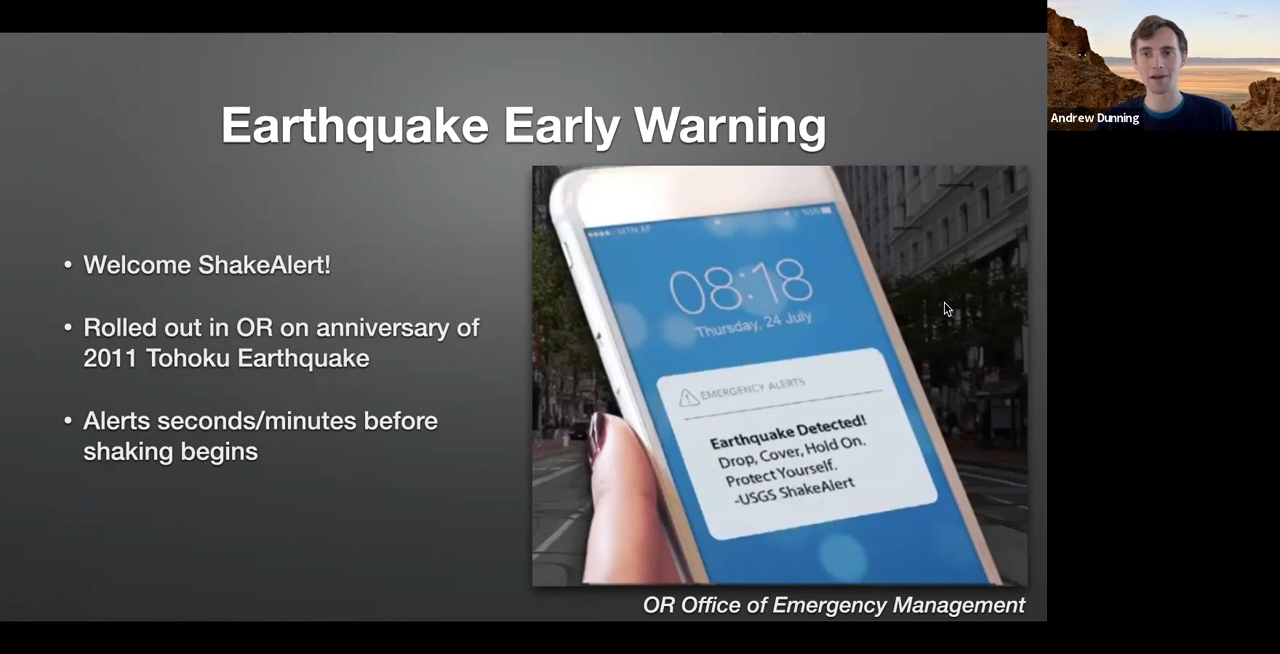 Earthquake Early Warning
• Welcome ShakeAlert!
• Rolled out in OR on anniversary of
2011 Tohoku Earthquake
• Alerts seconds/minutes before
shaking begins
08:18
Thursday, 24 July
EMERGENCY ALERTS
Earthquake Detected!
Drop, Cover, Hold On.
Protect Yourself.
-USGS ShakeAlert
OR Office of Emergency Management
Andrew Dunning